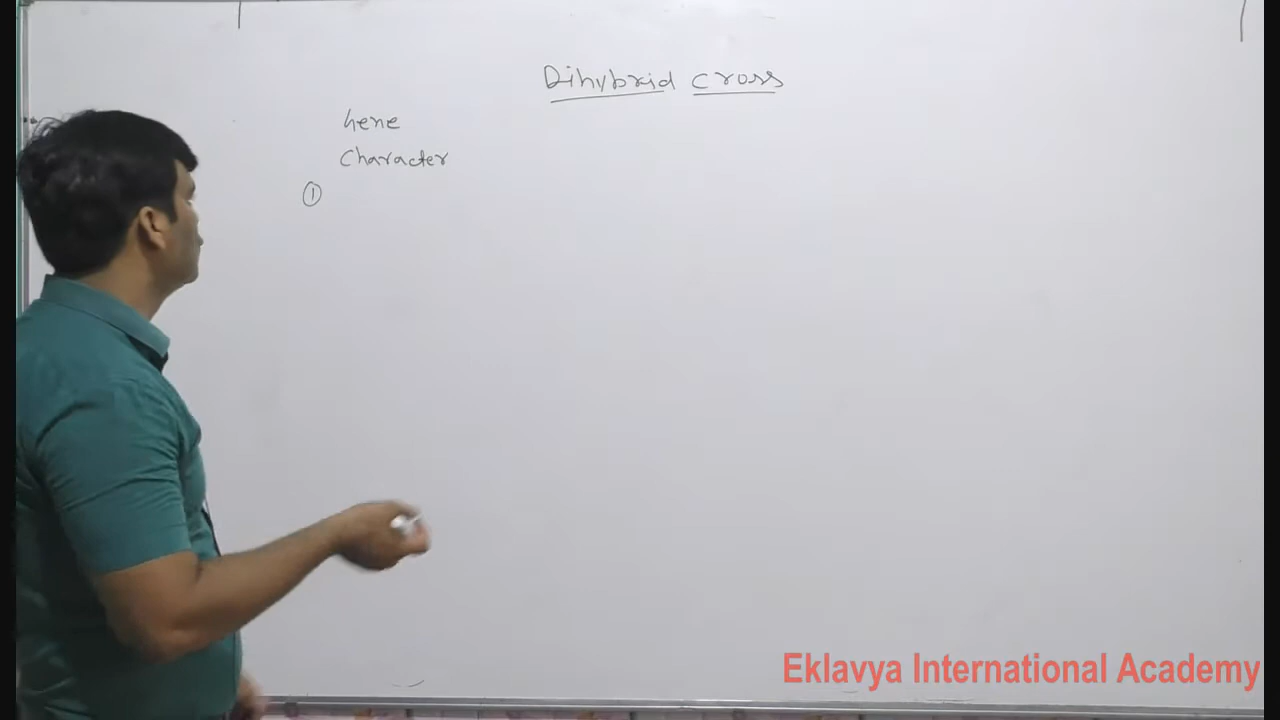 Dihybrid cross
Gene
Character
①
Eklavya International Academy